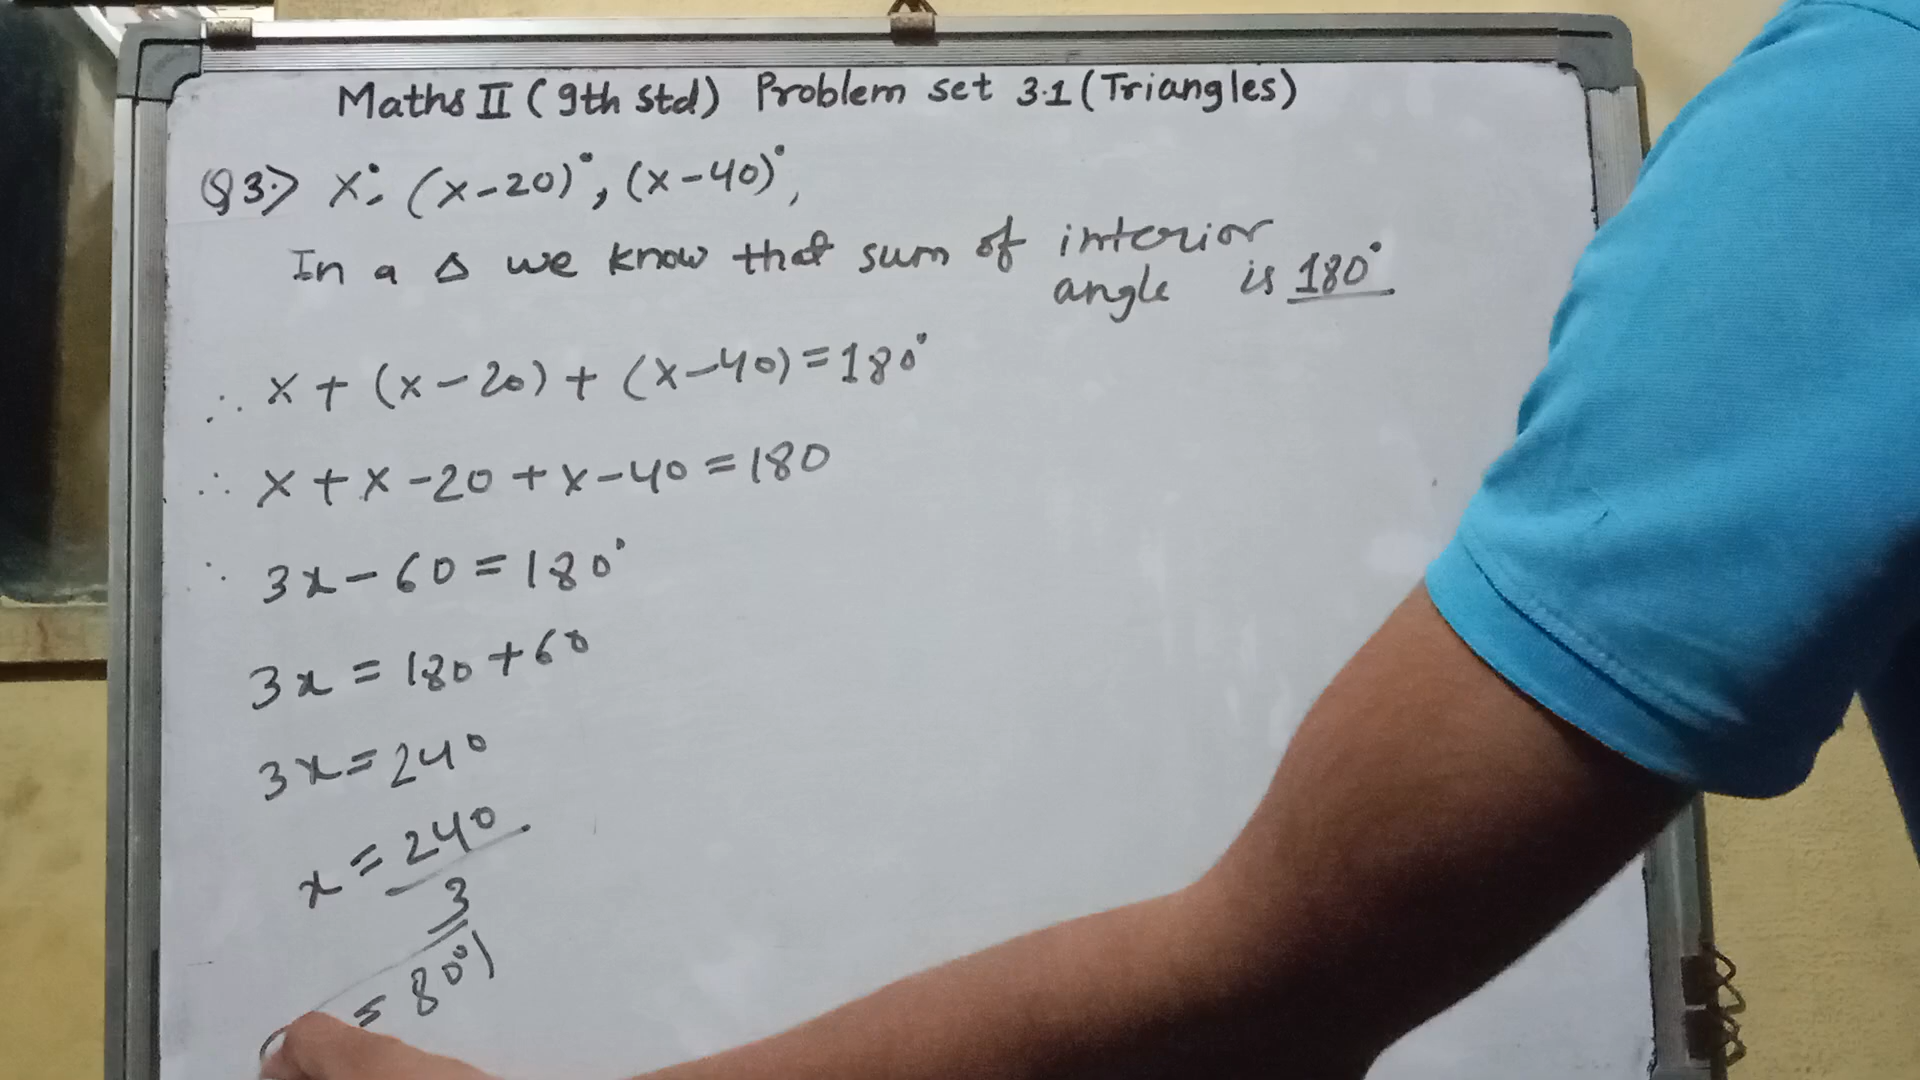 Maths II (9th std) Problem set 3.1 (Triangles)
Q3.> x°, (x-20)°, (x-40)°,
In a Δ we know that sum of interior
angle is 180°
∴ x + (x-20) + (x-40) = 180°
∴ x + x - 20 + x - 40 = 180
∴ 3x - 60 = 180°
3x = 180 + 60
3x = 240
x = 240
3
= 80°